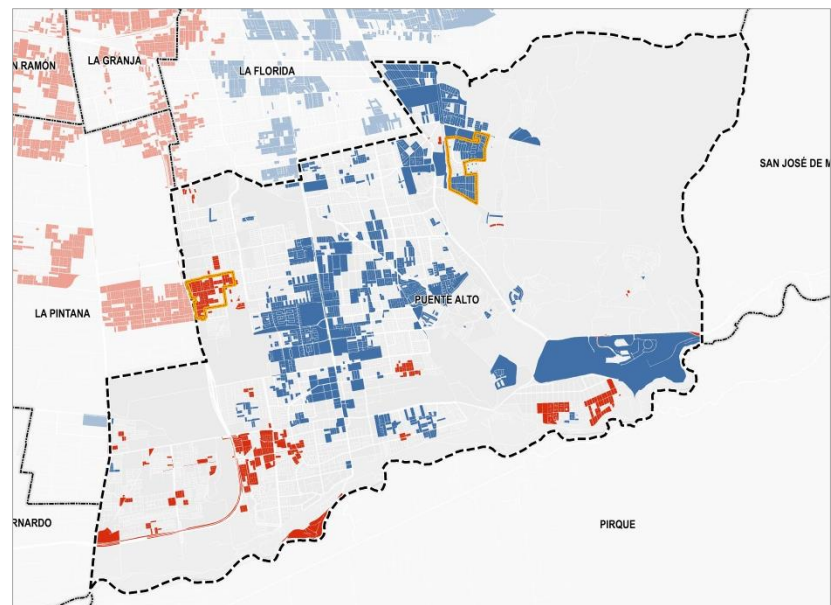 LA GRANJA
N RAMÓN
LA FLORIDA
SAN JOSÉ DE M
PUENTE ALTO
LA PINTANA
RNARDO
PIRQUE